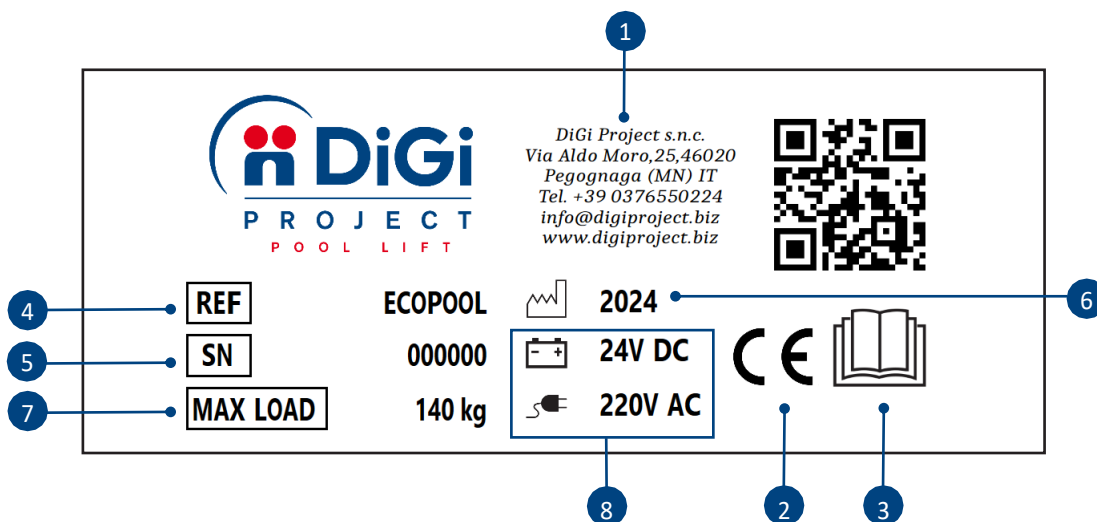 1
DiGi
PROJECT
POOL LIFT
DiGi Project s.n.c.
Via Aldo Moro,25,46020
Pegognaga (MN) IT
Tel. +39 0376550224
info@digiproject.biz
www.digiproject.biz
4
REF
ECOPOOL
2024
6
5
SN
000000
24V DC
CE
7
MAX LOAD
140 kg
220V AC
8
2
3